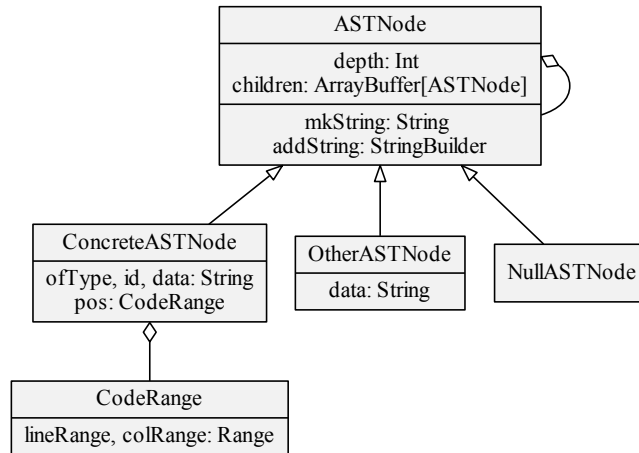 ASTNode
depth: Int
children: ArrayBuffer[ASTNode]
mkString: String
addString: StringBuilder
ConcreteASTNode
ofType, id, data: String
pos: CodeRange
OtherASTNode
data: String
NullASTNode
CodeRange
lineRange, colRange: Range